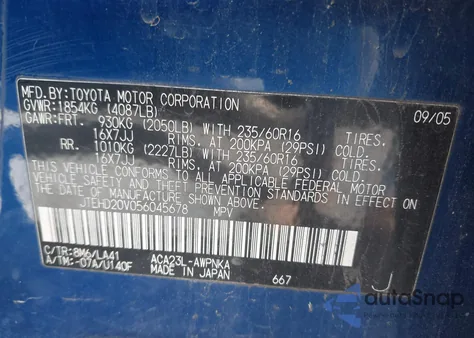 MFD.BY:TOYOTA MOTOR CORPORATION 09/05
GVWR:1854KG (4087LB)
GAWR:FRT. 930KG (2050LB) WITH 235/60R16 TIRES
16X7JJ RIMS. AT 200KPA (29PSI) COLD
RR. 1010KG (2227LB) WITH 235/60R16 TIRES
16X7JJ RIMS. AT 200KPA (29PSI) COLD
THIS VEHICLE CONFORMS TO ALL APPLICABLE FEDERAL MOTOR
VEHICLE SAFETY AND THEFT PREVENTION STANDARDS IN EFFECT
ON THE DATE OF MANUFACTURE SHOWN ABOVE.
JTEHD20V056045678 MPV
C/TR:8M6/LA41 ACA23L-AWPNKA
A/TM:-07A/U140F MADE IN JAPAN 667 A/ J
autoSnap